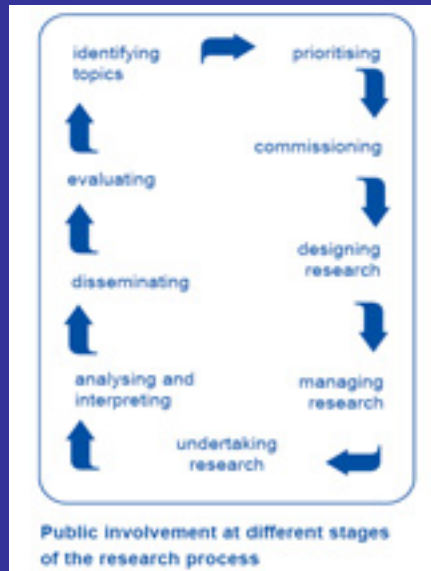 identifying
topics
prioritising
commissioning
designing
research
managing
research
undertaking
research
analysing and
interpreting
disseminating
evaluating
Public involvement at different stages
of the research process